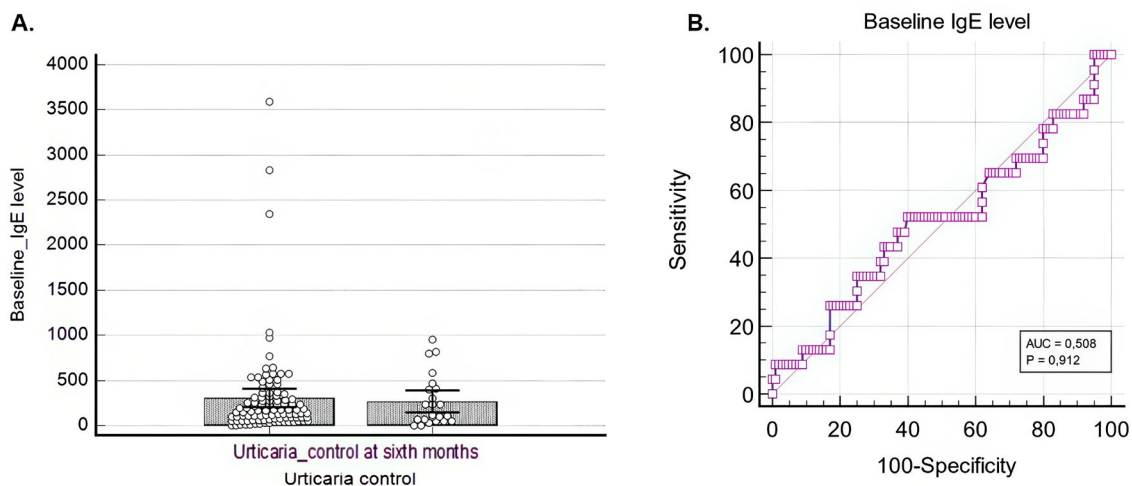 A.
Baseline_IgE level
4000
3500
3000
2500
2000
1500
1000
500
0
Urticaria_control at sixth months
Urticaria control
B.
Baseline IgE level
Sensitivity
100
80
60
40
20
0
AUC = 0,508
P = 0,912
0 20 40 60 80 100
100-Specificity